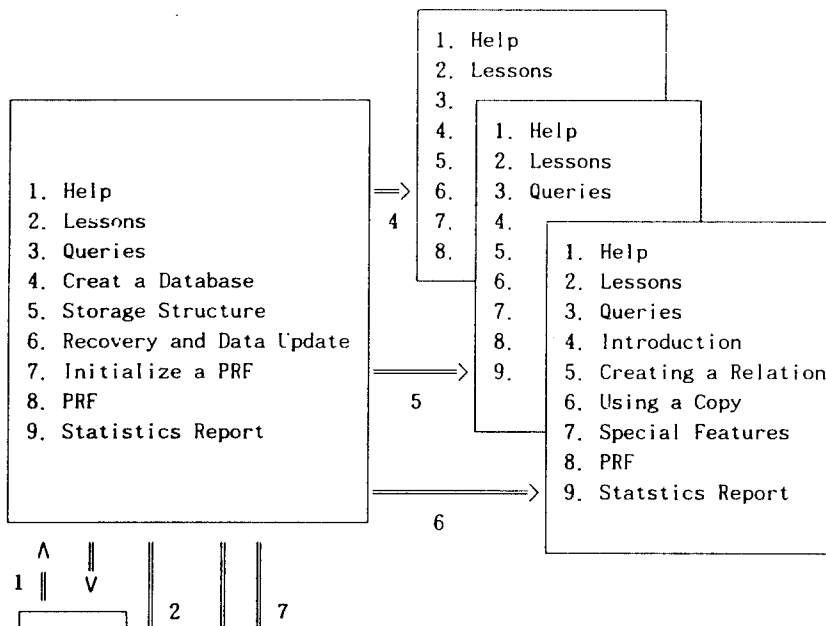 1. Help
2. Lessons
3. Queries
4. Creat a Database
5. Storage Structure
6. Recovery and Data Update
7. Initialize a PRF
8. PRF
9. Statistics Report
4
5
6
1. Help
2. Lessons
3.
4.
5.
6.
7.
8.
1. Help
2. Lessons
3. Queries
4.
5.
6.
7.
8.
9.
1. Help
2. Lessons
3. Queries
4. Introduction
5. Creating a Relation
6. Using a Copy
7. Special Features
8. PRF
9. Statstics Report
1
2
7